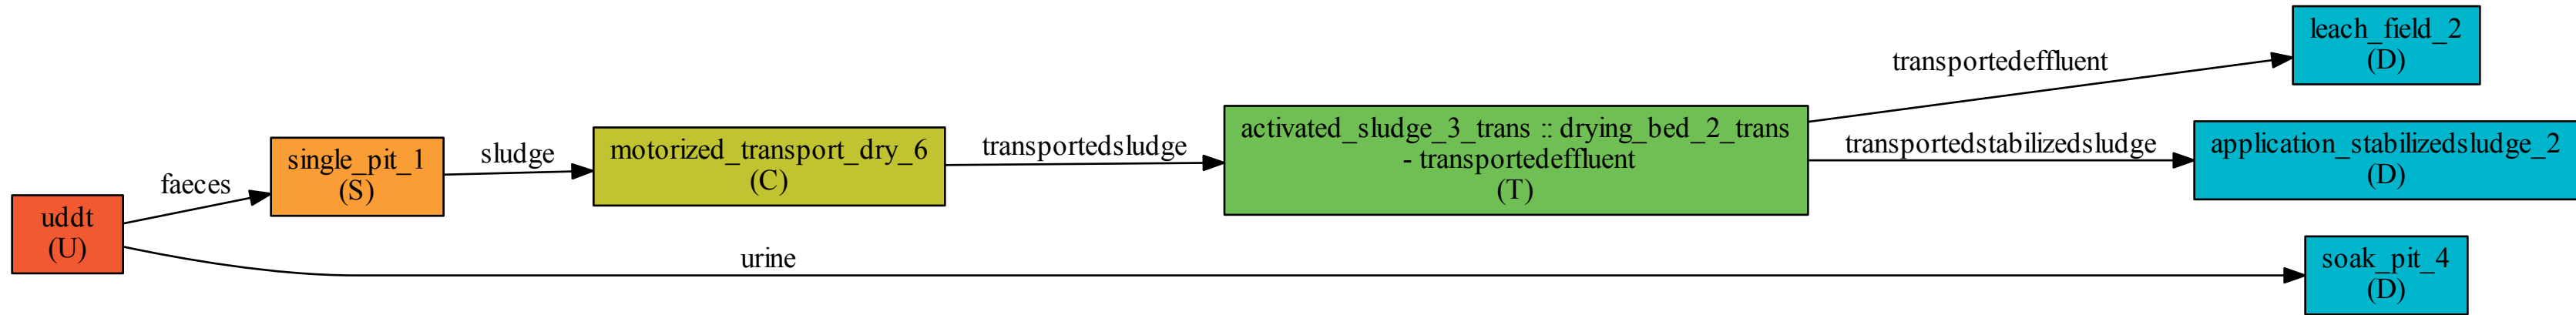 uddt
(U)
faeces
single_pit_1
(S)
sludge
motorized_transport_dry_6
(C)
transportedsludge
activated_sludge_3_trans :: drying_bed_2_trans
- transportedeffluent
(T)
transportedeffluent
leach_field_2
(D)
transportedstabilizedsludge
application_stabilizedsludge_2
(D)
urine
soak_pit_4
(D)